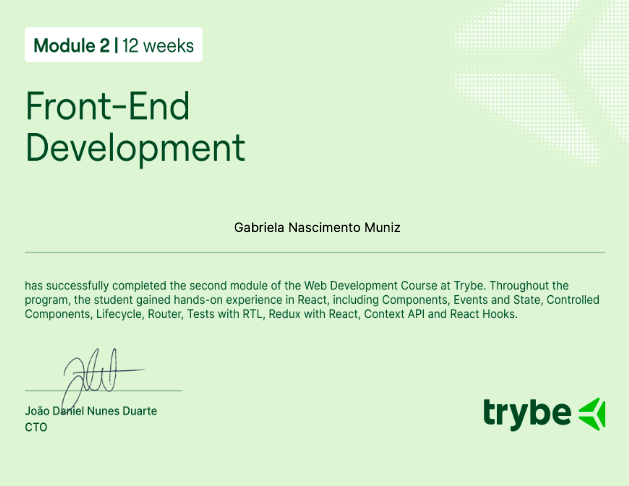 Module 2 | 12 weeks
Front-End
Development
Gabriela Nascimento Muniz
has successfully completed the second module of the Web Development Course at Trybe. Throughout the
program, the student gained hands-on experience in React, including Components, Events and State, Controlled
Components, Lifecycle, Router, Tests with RTL, Redux with React, Context API and React Hooks.
João Daniel Nunes Duarte
CTO
trybe